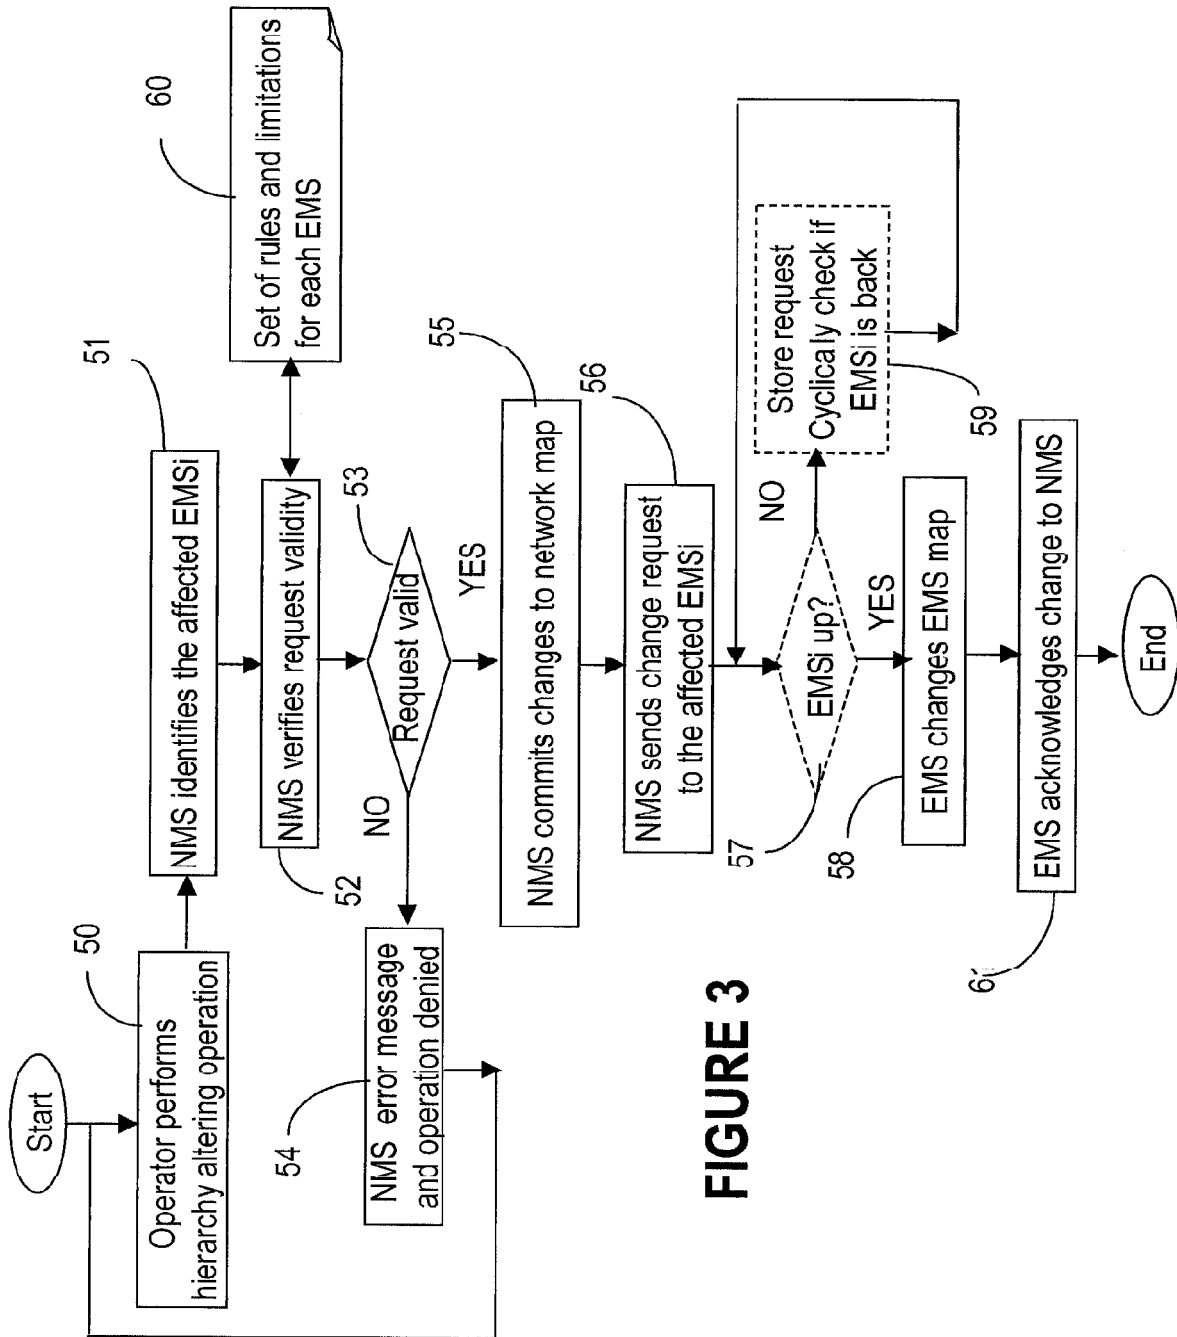 Start
50
Operator performs
hierarchy altering operation
51
NMS identifies the affected EMSi
52
NMS verifies request validity
60
Set of rules and limitations
for each EMS
53
Request valid
NO
YES
54
NMS error message
and operation denied
55
NMS commits changes to network map
56
NMS sends change request
to the affected EMSi
57
EMSi up?
NO
YES
Store request
Cyclically check if
EMSi is back
59
58
EMS changes EMS map
EMS acknowledges change to NMS
End
FIGURE 3